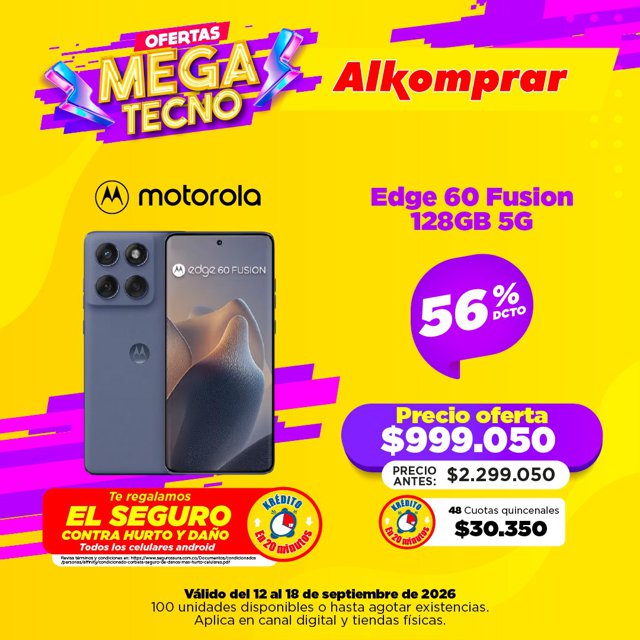 OFERTAS
MEGA
TECNO
Alkomprar
motorola
Edge 60 Fusion
128GB 5G
edge 60 FUSION
56%
DCTO
Precio oferta
$999.050
PRECIO
ANTES:
$2.299.050
Te regalamos
EL SEGURO
CONTRA HURTO Y DAÑO
Todos los celulares android
KRÉDITO
En 20 minutos
KRÉDITO
En 20 minutos
48 Cuotas quincenales
$30.350
Válido del 12 al 18 de septiembre de 2026
100 unidades disponibles o hasta agotar existencias.
Aplica en canal digital y tiendas físicas.